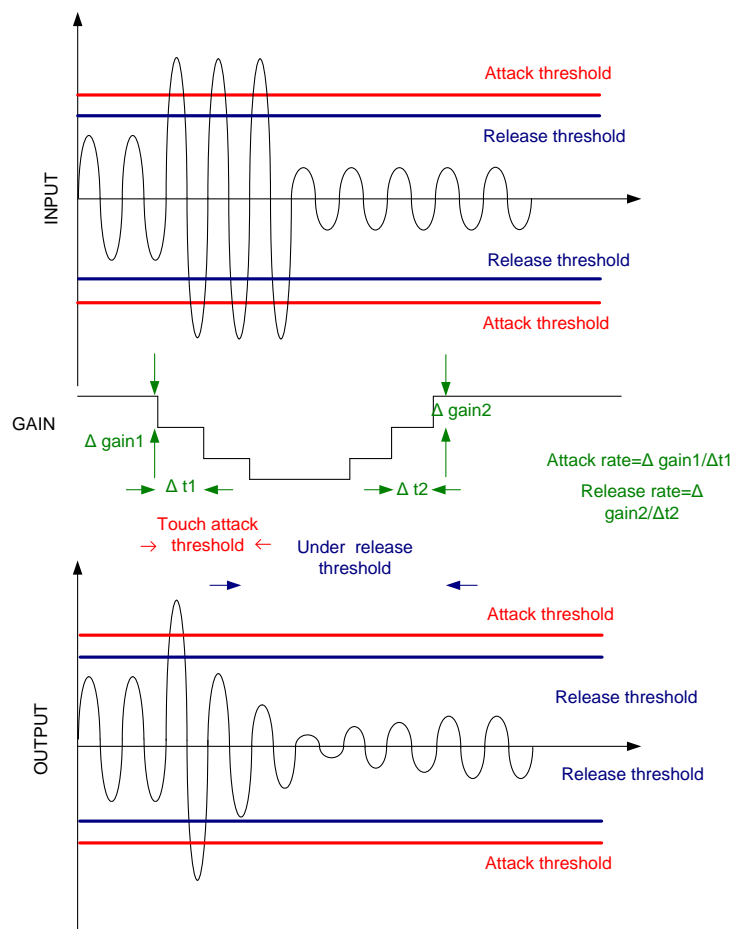 Attack threshold
Release threshold
INPUT
Release threshold
Attack threshold
GAIN
Δ gain1
Δ gain2
Δ t1
Δ t2
Attack rate=Δ gain1/Δt1
Release rate=Δ
gain2/Δt2
Touch attack
threshold
Under release
threshold
Attack threshold
Release threshold
OUTPUT
Release threshold
Attack threshold